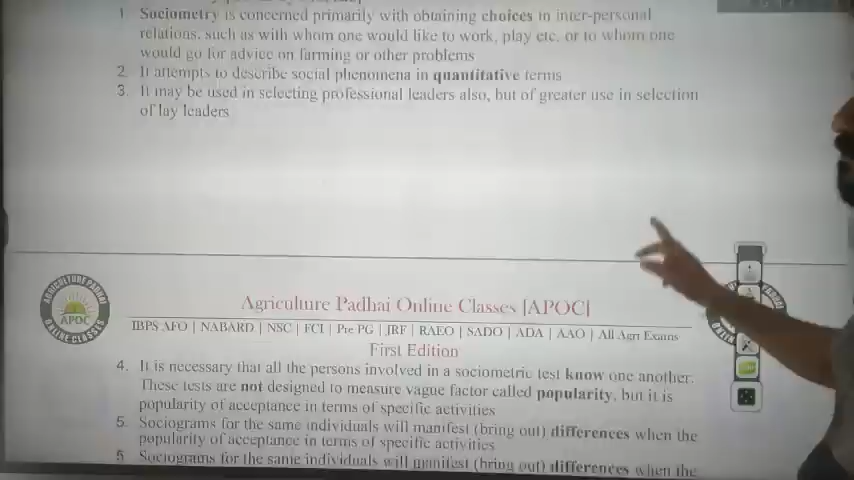 1. Sociometry is concerned primarily with obtaining choices in inter-personal
relations, such as with whom one would like to work, play etc. or to whom one
would go for advice on farming or other problems
2. It attempts to describe social phenomena in quantitative terms
3. It may be used in selecting professional leaders also, but of greater use in selection
of lay leaders
AGRICULTURE PADHAI
APOC
ONLINE CLASSES
Agriculture Padhai Online Classes [APOC]
IBPS AFO | NABARD | NSC | FCI | Pre PG | JRF | RAEO | SADO | ADA | AAO | All Agri Exams
First Edition
4. It is necessary that all the persons involved in a sociometric test know one another.
These tests are not designed to measure vague factor called popularity, but it is
popularity of acceptance in terms of specific activities
5. Sociograms for the same individuals will manifest (bring out) differences when the
popularity of acceptance in terms of specific activities
5. Sociograms for the same individuals will manifest (bring out) differences when the